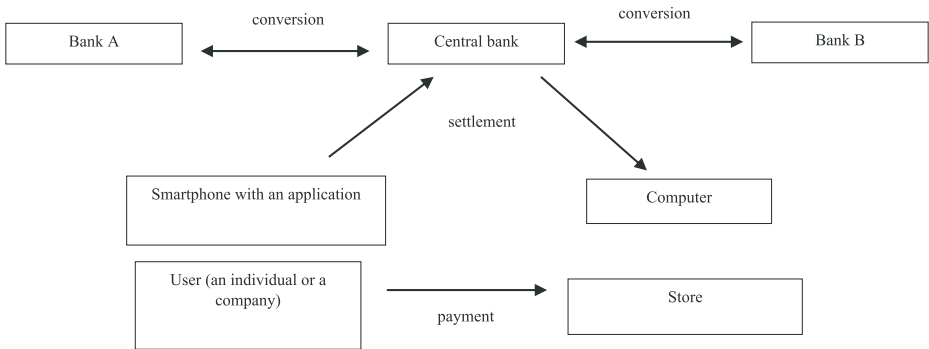 conversion
conversion
Bank A
Central bank
Bank B
settlement
Smartphone with an application
Computer
User (an individual or a
company)
Store
payment